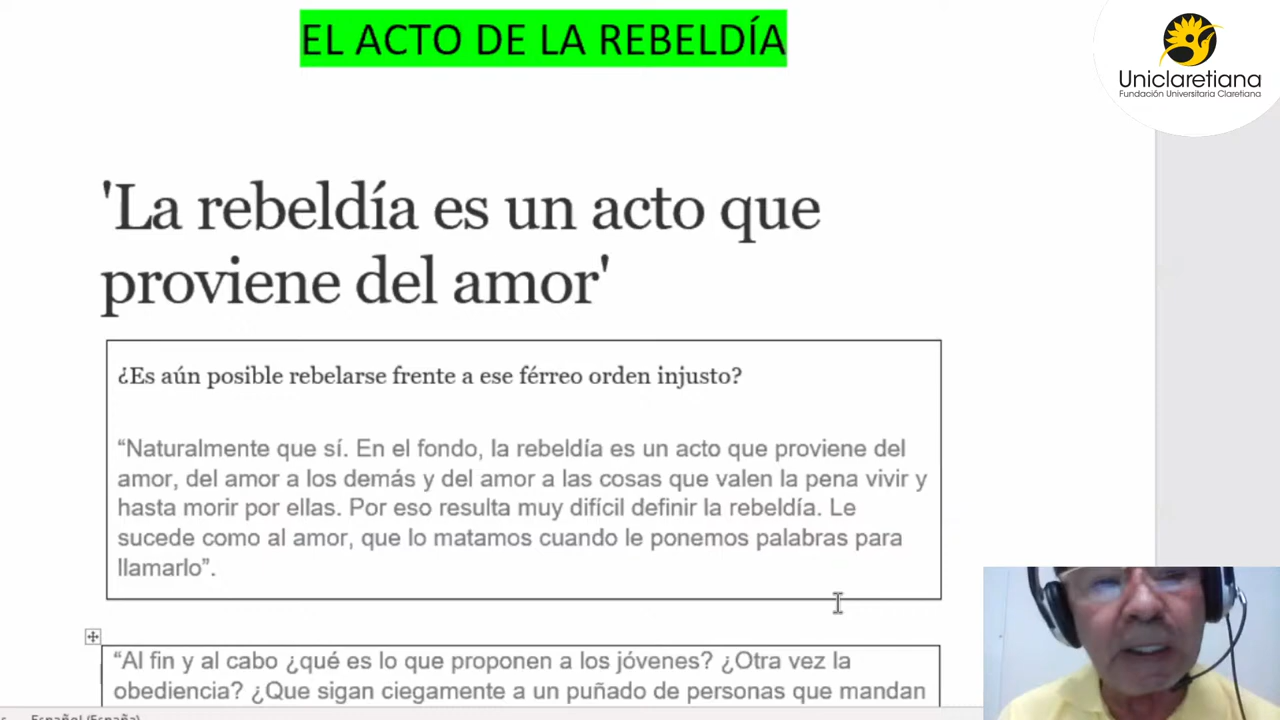 EL ACTO DE LA REBELDÍA
Uniclaretiana
Fundación Universitaria Claretiana
'La rebeldía es un acto que
proviene del amor'
¿Es aún posible rebelarse frente a ese férreo orden injusto?
“Naturalmente que sí. En el fondo, la rebeldía es un acto que proviene del
amor, del amor a los demás y del amor a las cosas que valen la pena vivir y
hasta morir por ellas. Por eso resulta muy difícil definir la rebeldía. Le
sucede como al amor, que lo matamos cuando le ponemos palabras para
llamarlo”.
“Al fin y al cabo ¿qué es lo que proponen a los jóvenes? ¿Otra vez la
obediencia? ¿Que sigan ciegamente a un puñado de personas que mandan
Español (España)